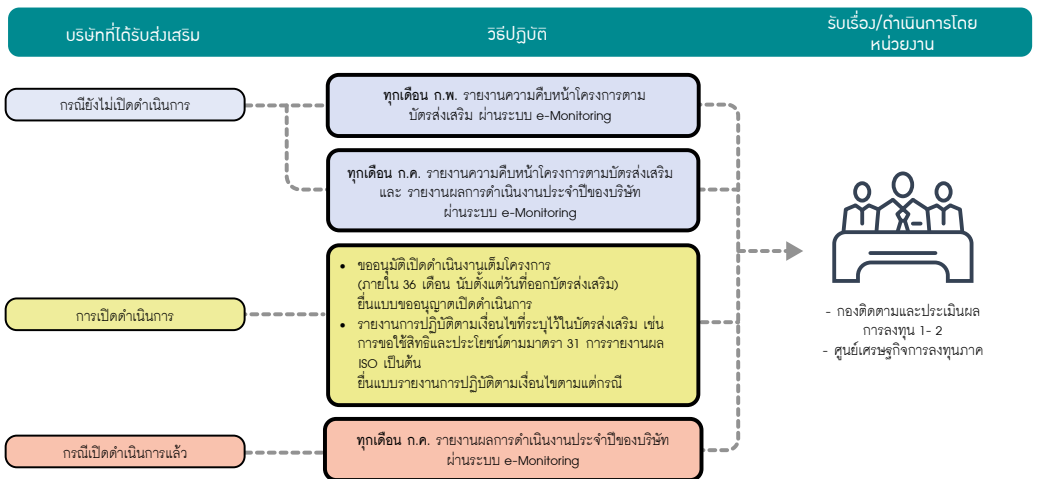 บริษัทที่ได้รับส่งเสริม
วิธีปฏิบัติ
รับเรื่อง/ดำเนินการโดย
หน่วยงาน
กรณียังไม่เปิดดำเนินการ
ทุกเดือน ก.พ. รายงานความคืบหน้าโครงการตาม
บัตรส่งเสริม ผ่านระบบ e-Monitoring
ทุกเดือน ก.ค. รายงานความคืบหน้าโครงการตามบัตรส่งเสริม
และ รายงานผลการดำเนินงานประจำปีของบริษัท
ผ่านระบบ e-Monitoring
การเปิดดำเนินการ
• ขออนุมัติเปิดดำเนินงานเต็มโครงการ
(ภายใน 36 เดือน นับตั้งแต่วันที่ออกบัตรส่งเสริม)
ยื่นแบบขออนุญาตเปิดดำเนินการ
• รายงานการปฏิบัติตามเงื่อนไขที่ระบุไว้ในบัตรส่งเสริม เช่น
การขอใช้สิทธิและประโยชน์ตามมาตรา 31 การรายงานผล
ISO เป็นต้น
ยื่นแบบรายงานการปฏิบัติตามเงื่อนไขตามแต่กรณี
กรณีเปิดดำเนินการแล้ว
ทุกเดือน ก.ค. รายงานผลการดำเนินงานประจำปีของบริษัท
ผ่านระบบ e-Monitoring
- กองติดตามและประเมินผล
การลงทุน 1- 2
- ศูนย์เศรษฐกิจการลงทุนภาค